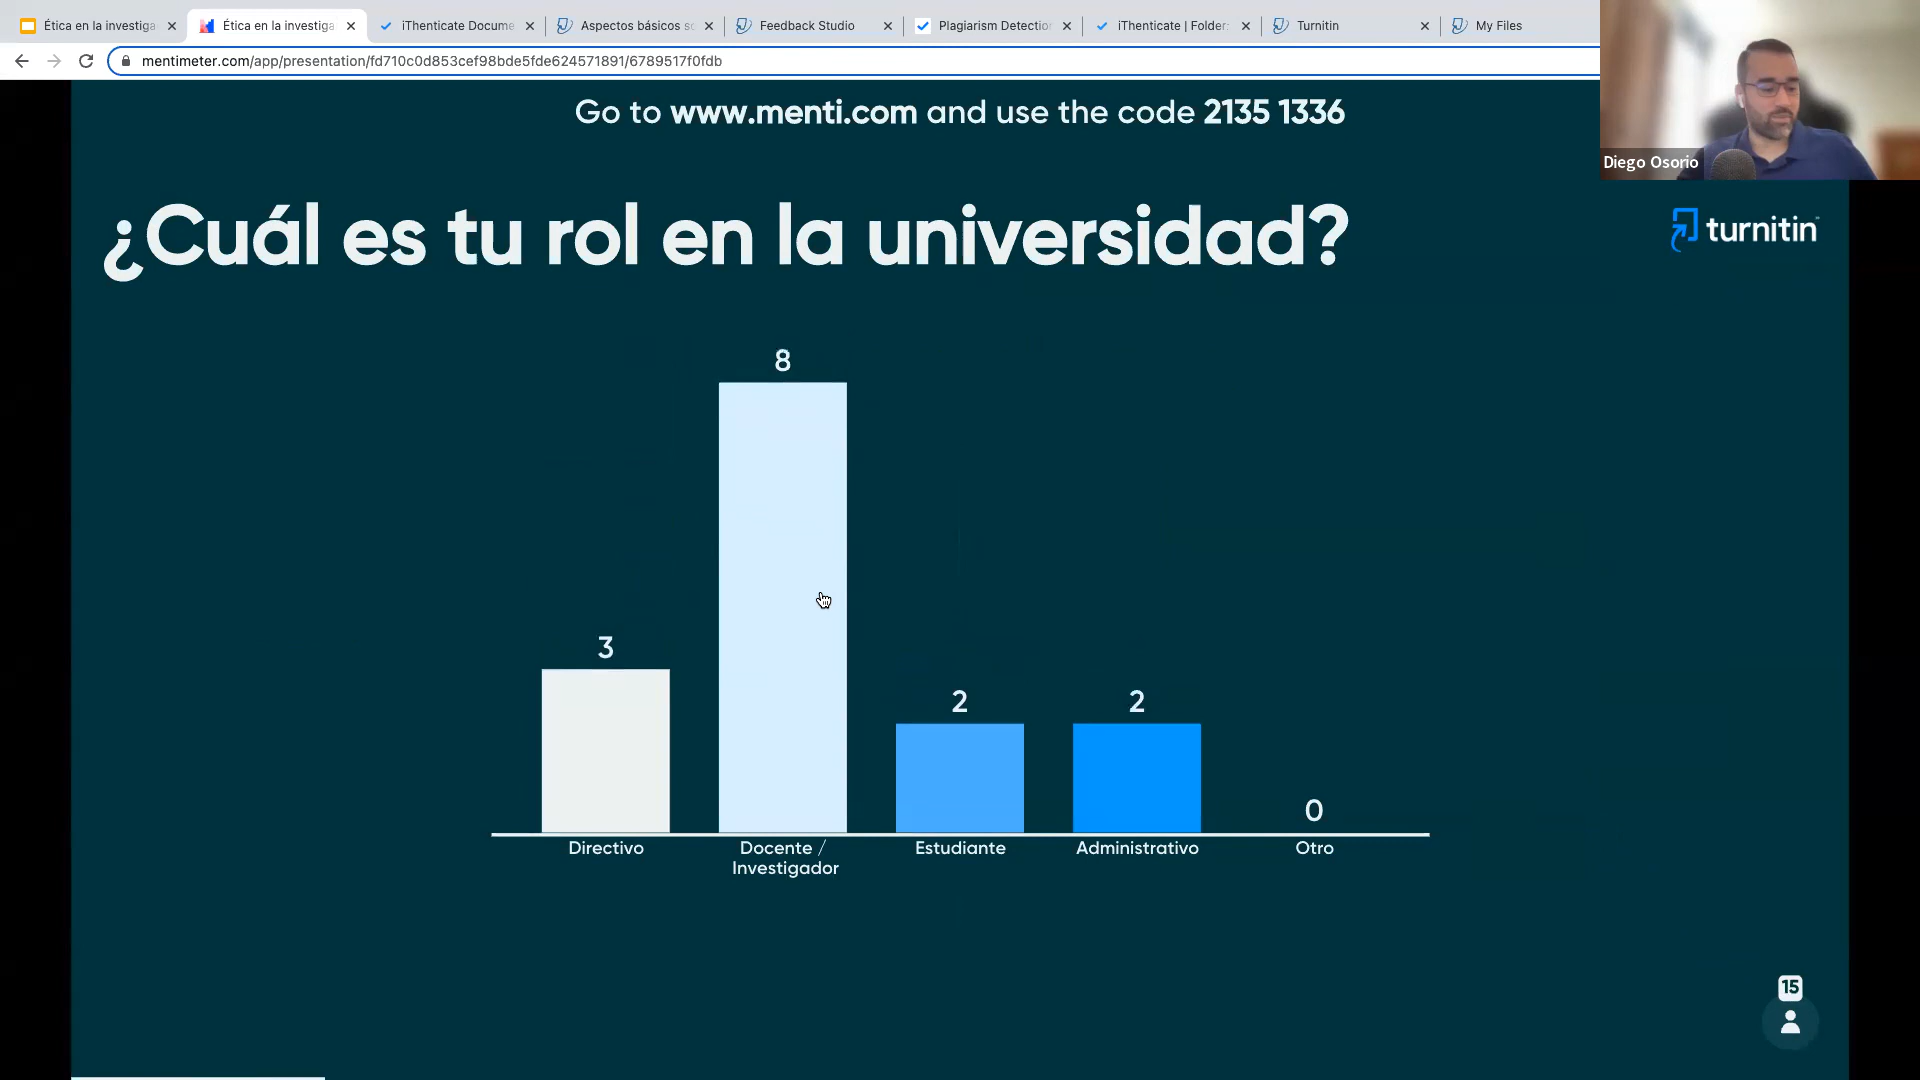 Ética en la investiga
Ética en la investiga
iThenticate Docume
Aspectos básicos so
Feedback Studio
Plagiarism Detection
iThenticate | Folder:
Turnitin
My Files
mentimeter.com/app/presentation/fd710c0d853cef98bde5fde624571891/6789517f0fdb
Go to www.menti.com and use the code 2135 1336
Diego Osorio
¿Cuál es tu rol en la universidad?
turnitin
8
3
2
2
0
Directivo
Docente /
Investigador
Estudiante
Administrativo
Otro
15